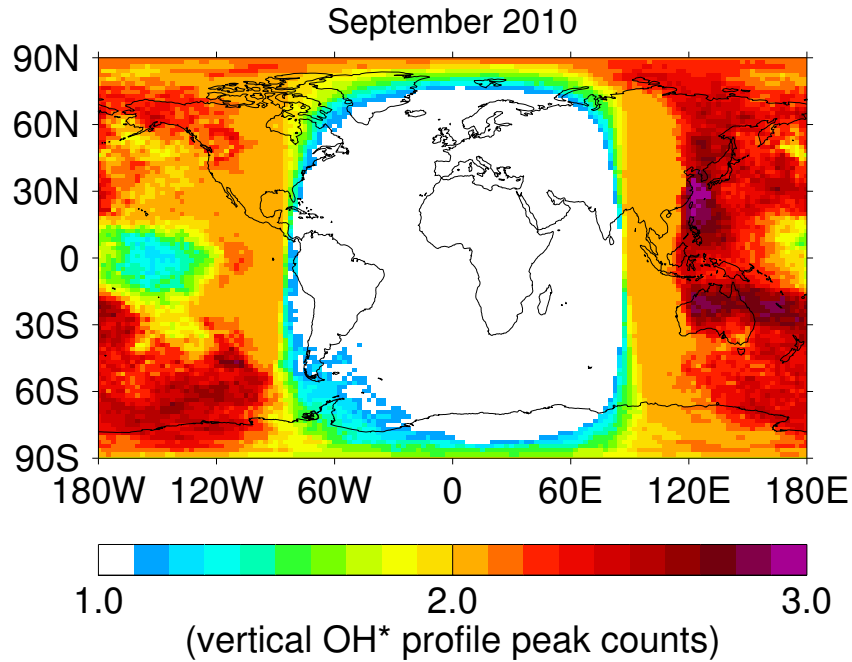 September 2010
90N
60N
30N
0
30S
60S
90S
180W 120W 60W 0 60E 120E 180E
1.0 2.0 3.0
(vertical OH* profile peak counts)